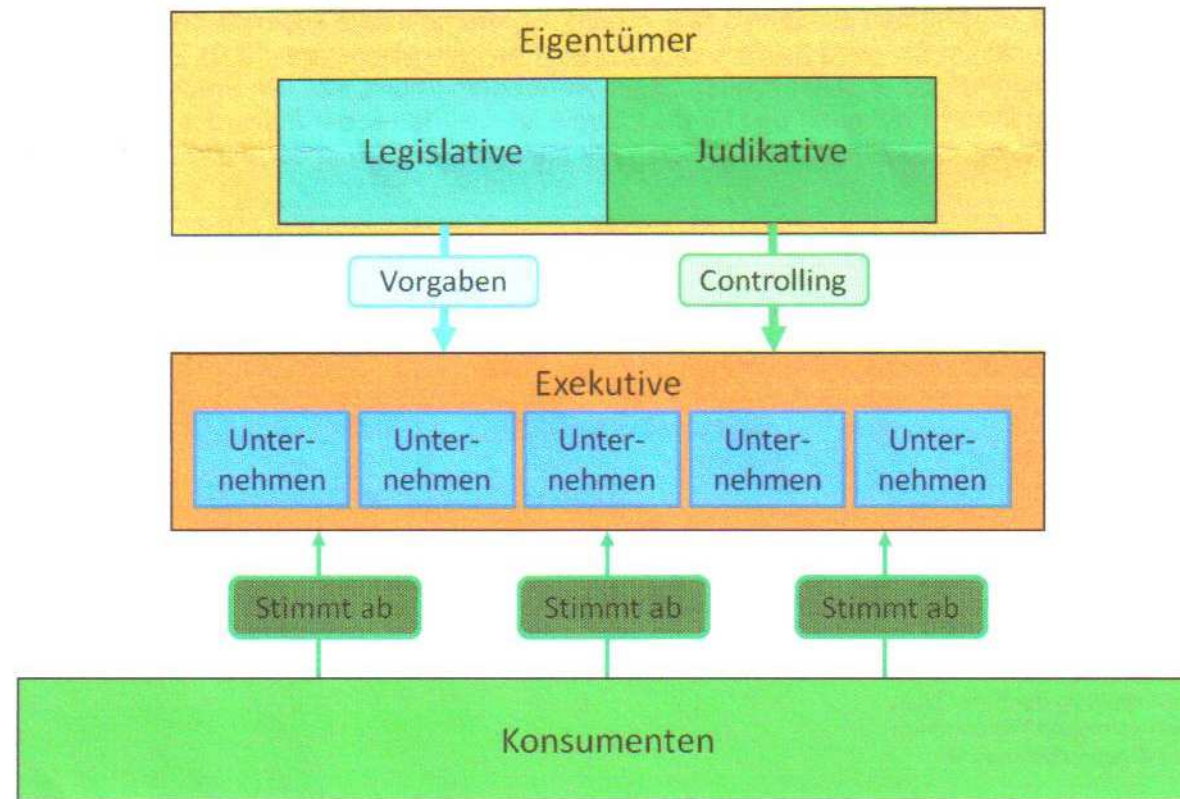 Eigentümer
Legislative
Judikative
Vorgaben
Controlling
Exekutive
Unter-
nehmen
Unter-
nehmen
Unter-
nehmen
Unter-
nehmen
Unter-
nehmen
Stimmt ab
Stimmt ab
Stimmt ab
Konsumenten